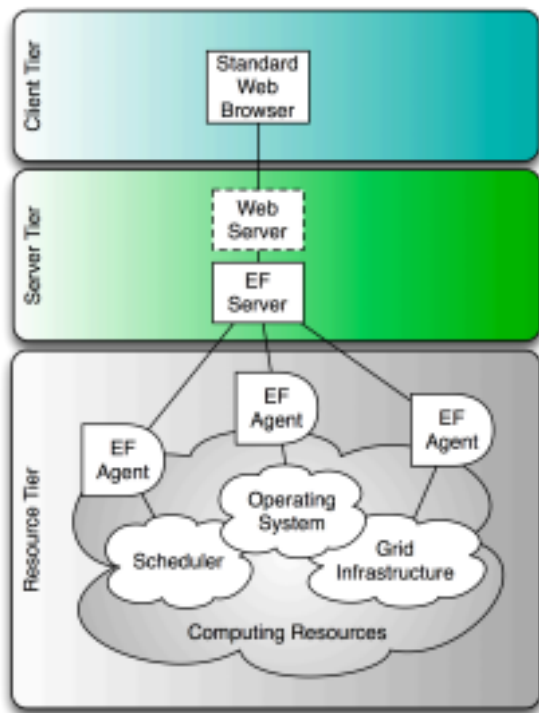 Client Tier
Standard
Web
Browser
Server Tier
Web
Server
EF
Server
Resource Tier
EF
Agent
EF
Agent
EF
Agent
Operating
System
Scheduler
Grid
Infrastructure
Computing Resources